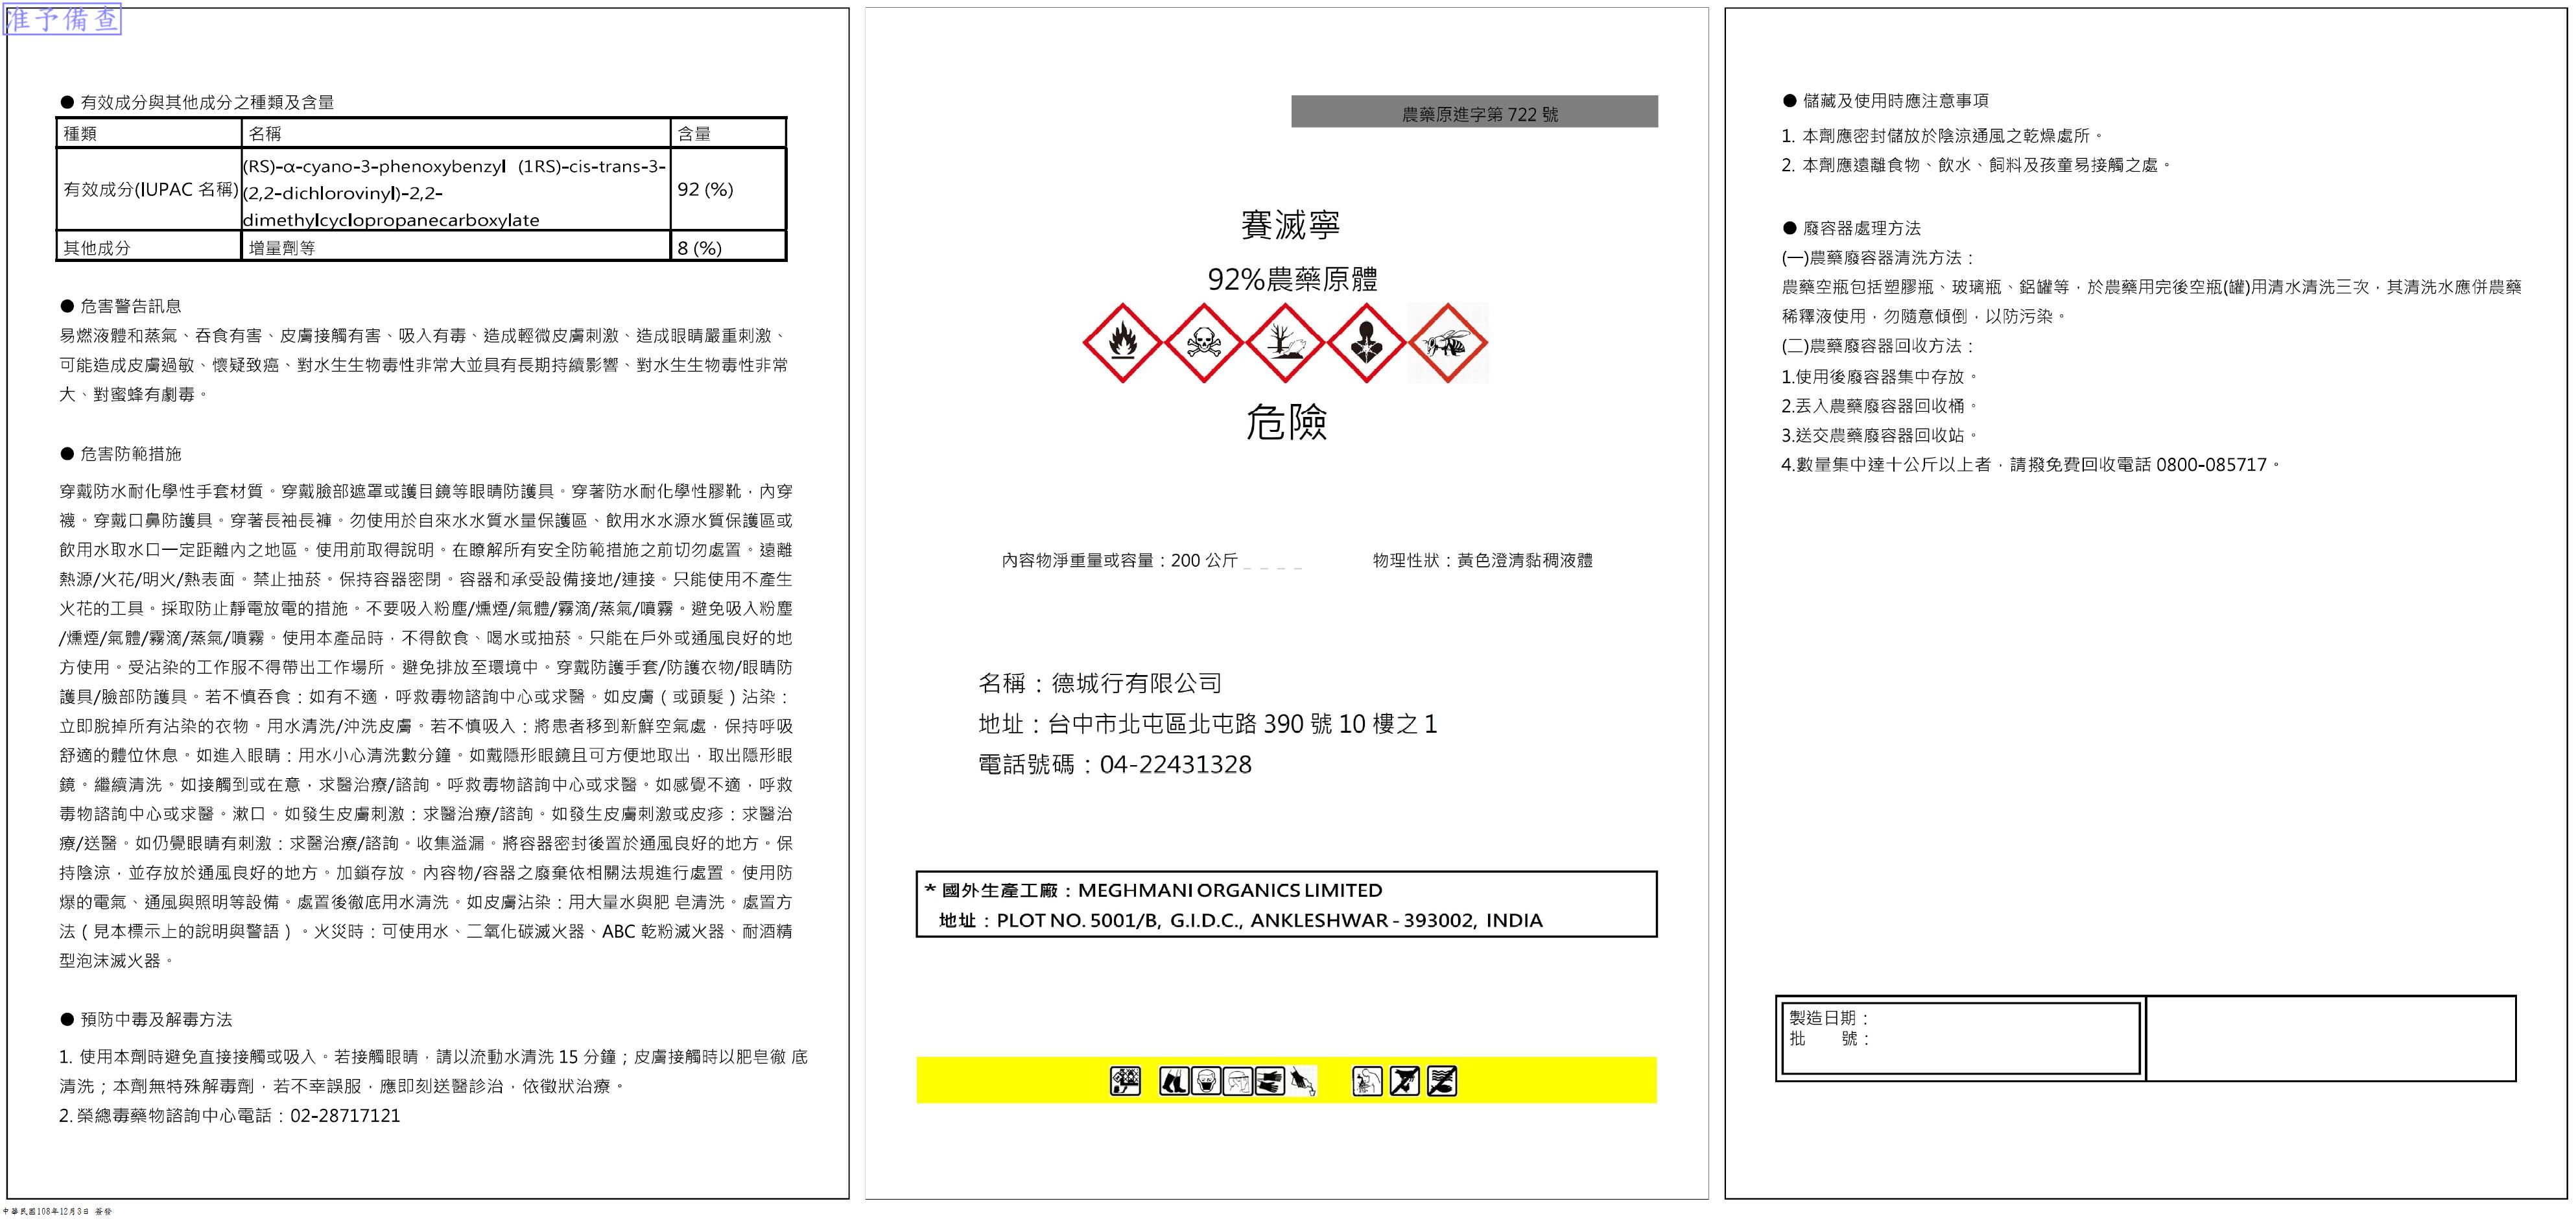 准予備查
● 有效成分與其他成分之種類及含量
種類 名稱 含量
有效成分(IUPAC 名稱) (RS)-α-cyano-3-phenoxybenzyl (1RS)-cis-trans-3-
(2,2-dichlorovinyl)-2,2-
dimethylcyclopropanecarboxylate 92 (%)
其他成分 增量劑等 8 (%)
● 危害警告訊息
易燃液體和蒸氣、吞食有害、皮膚接觸有害、吸入有毒、造成輕微皮膚刺激、造成眼睛嚴重刺激、
可能造成皮膚過敏、懷疑致癌、對水生生物毒性非常大並具有長期持續影響、對水生生物毒性非常
大、對蜜蜂有劇毒。
● 危害防範措施
穿戴防水耐化學性手套材質。穿戴臉部遮罩或護目鏡等眼睛防護具。穿著防水耐化學性膠靴，內穿
襪。穿戴口鼻防護具。穿著長袖長褲。勿使用於自來水水質水量保護區、飲用水水源水質保護區或
飲用水取水口一定距離內之地區。使用前取得說明。在瞭解所有安全防範措施之前切勿處置。遠離
熱源/火花/明火/熱表面。禁止抽菸。保持容器密閉。容器和承受設備接地/連接。只能使用不產生
火花的工具。採取防止靜電放電的措施。不要吸入粉塵/燻煙/氣體/霧滴/蒸氣/噴霧。避免吸入粉塵
/燻煙/氣體/霧滴/蒸氣/噴霧。使用本產品時，不得飲食、喝水或抽菸。只能在戶外或通風良好的地
方使用。受沾染的工作服不得帶出工作場所。避免排放至環境中。穿戴防護手套/防護衣物/眼睛防
護具/臉部防護具。若不慎吞食：如有不適，呼救毒物諮詢中心或求醫。如皮膚（或頭髮）沾染：
立即脫掉所有沾染的衣物。用水清洗/沖洗皮膚。若不慎吸入：將患者移到新鮮空氣處，保持呼吸
舒適的體位休息。如進入眼睛：用水小心清洗數分鐘。如戴隱形眼鏡且可方便地取出，取出隱形眼
鏡。繼續清洗。如接觸到或在意，求醫治療/諮詢。呼救毒物諮詢中心或求醫。如感覺不適，呼救
毒物諮詢中心或求醫。漱口。如發生皮膚刺激：求醫治療/諮詢。如發生皮膚刺激或皮疹：求醫治
療/送醫。如仍覺眼睛有刺激：求醫治療/諮詢。收集溢漏。將容器密封後置於通風良好的地方。保
持陰涼，並存放於通風良好的地方。加鎖存放。內容物/容器之廢棄依相關法規進行處置。使用防
爆的電氣、通風與照明等設備。處置後徹底用水清洗。如皮膚沾染：用大量水與肥 皂清洗。處置方
法（見本標示上的說明與警語）。火災時：可使用水、二氧化碳滅火器、ABC 乾粉滅火器、耐酒精
型泡沫滅火器。
● 預防中毒及解毒方法
1. 使用本劑時避免直接接觸或吸入。若接觸眼睛，請以流動水清洗 15 分鐘；皮膚接觸時以肥皂徹 底
清洗；本劑無特殊解毒劑，若不幸誤服，應即刻送醫診治，依徵狀治療。
2. 榮總毒藥物諮詢中心電話：02-28717121
中華民國108年12月3日 簽發
農藥原進字第 722 號
賽滅寧
92%農藥原體
危險
內容物淨重量或容量：200 公斤 物理性狀：黃色澄清黏稠液體
名稱：德城行有限公司
地址：台中市北屯區北屯路 390 號 10 樓之 1
電話號碼：04-22431328
* 國外生產工廠：MEGHMANI ORGANICS LIMITED
地址：PLOT NO. 5001/B, G.I.D.C., ANKLESHWAR - 393002, INDIA
● 儲藏及使用時應注意事項
1. 本劑應密封儲放於陰涼通風之乾燥處所。
2. 本劑應遠離食物、飲水、飼料及孩童易接觸之處。
● 廢容器處理方法
(一)農藥廢容器清洗方法：
農藥空瓶包括塑膠瓶、玻璃瓶、鋁罐等，於農藥用完後空瓶(罐)用清水清洗三次，其清洗水應併農藥
稀釋液使用，勿隨意傾倒，以防污染。
(二)農藥廢容器回收方法：
1.使用後廢容器集中存放。
2.丟入農藥廢容器回收桶。
3.送交農藥廢容器回收站。
4.數量集中達十公斤以上者，請撥免費回收電話 0800-085717。
製造日期：
批 號：